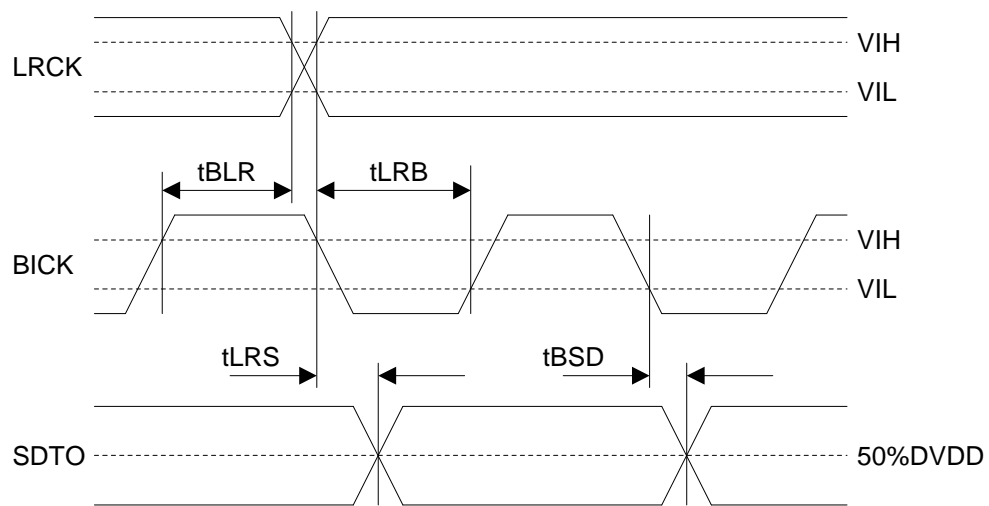 VIH
LRCK
VIL
tBLR
tLRB
VIH
BICK
VIL
tLRS
tBSD
SDTO
50%DVDD